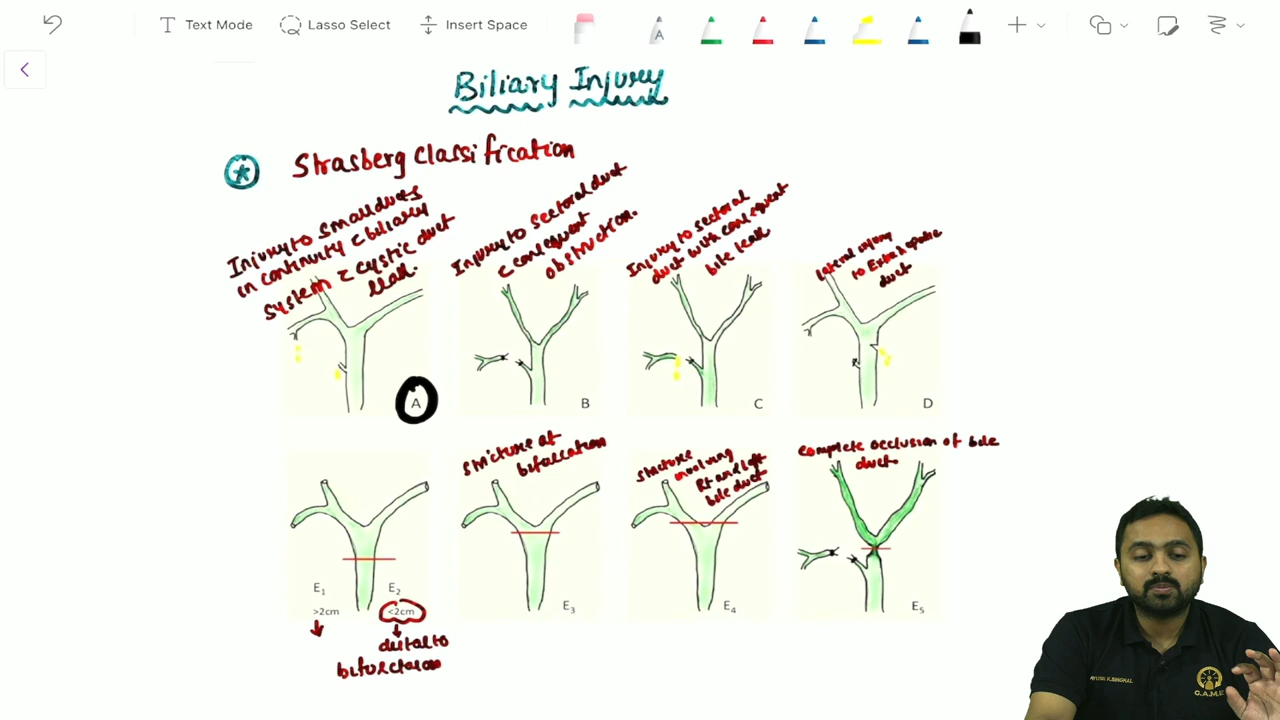 Text Mode
Lasso Select
Insert Space
A
Biliary Injury
Strasberg classification
Injury to small ducts
in continuity c biliary
system c cystic duct
leak.
Injury to sectoral duct
c consequent
obstruction.
Injury to sectoral
duct with consequent
bile leak
lateral injury
to Extrahepatic
duct
A
B
C
D
stricture at
bifurcation
stricture
involving
Rt and left
bile duct
complete occlusion of bile
duct
E1
>2cm
E2
<2cm
distal to
bifurctaion
E3
E4
E5
G.A.M.E